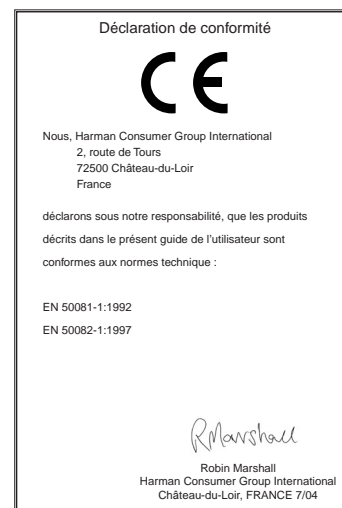 Déclaration de conformité
CE
Nous, Harman Consumer Group International
2, route de Tours
72500 Château-du-Loir
France
déclarons sous notre responsabilité, que les produits
décrits dans le présent guide de l’utilisateur sont
conformes aux normes technique :
EN 50081-1:1992
EN 50082-1:1997
RMarshall
Robin Marshall
Harman Consumer Group International
Château-du-Loir, FRANCE 7/04